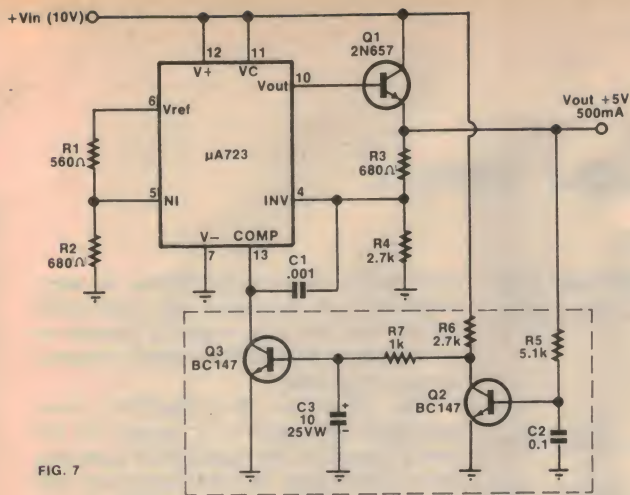 +Vin (10V)
12
11
V+
VC
Q1
2N657
10
Vout
6
Vref
R1
560Ω
µA723
Vout +5V
500mA
R3
680Ω
5
NI
INV
4
R2
680Ω
V−
COMP
7
13
C1
.001
R4
2.7k
Q3
BC147
R7
1k
R6
2.7k
R5
5.1k
C3
10
25VW
+
−
Q2
BC147
C2
0.1
FIG. 7